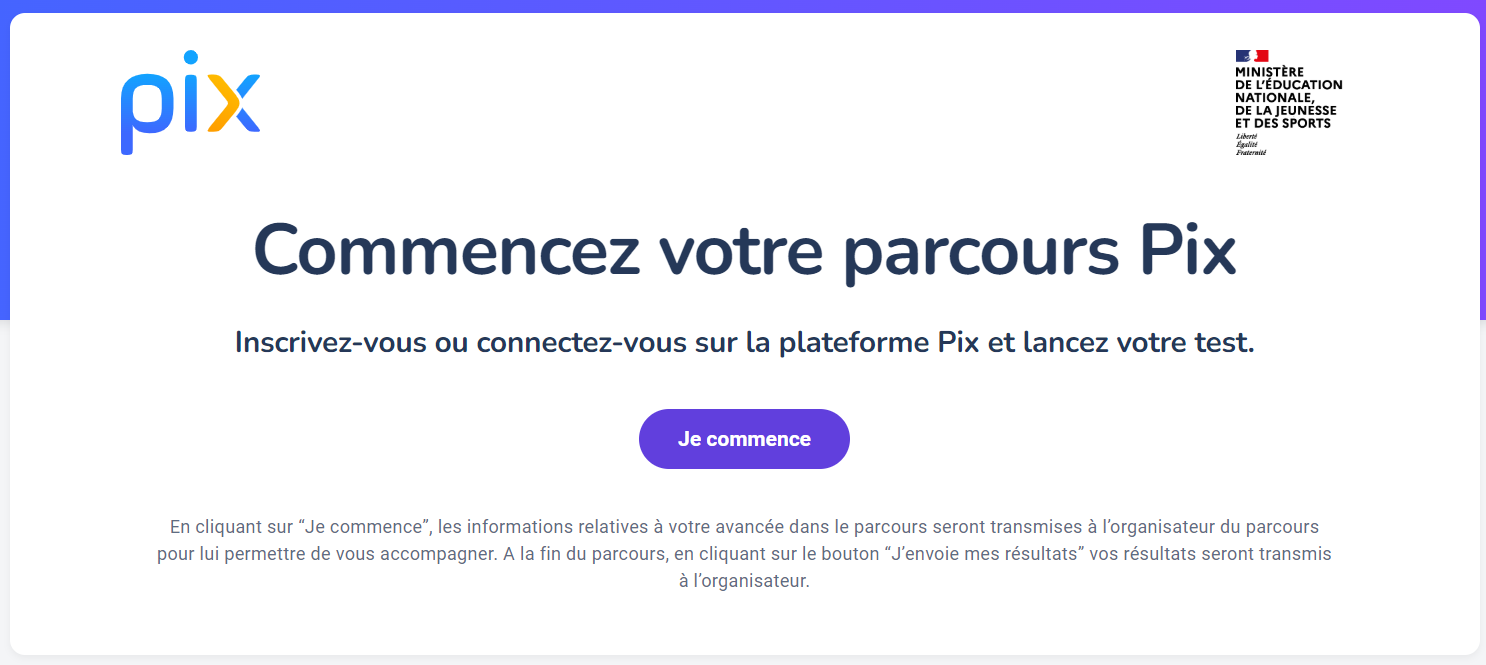 pix
MINISTÈRE
DE L'ÉDUCATION
NATIONALE,
DE LA JEUNESSE
ET DES SPORTS
Liberté
Égalité
Fraternité
Commencez votre parcours Pix
Inscrivez-vous ou connectez-vous sur la plateforme Pix et lancez votre test.
Je commence
En cliquant sur “Je commence”, les informations relatives à votre avancée dans le parcours seront transmises à l’organisateur du parcours
pour lui permettre de vous accompagner. A la fin du parcours, en cliquant sur le bouton “J’envoie mes résultats” vos résultats seront transmis
à l’organisateur.